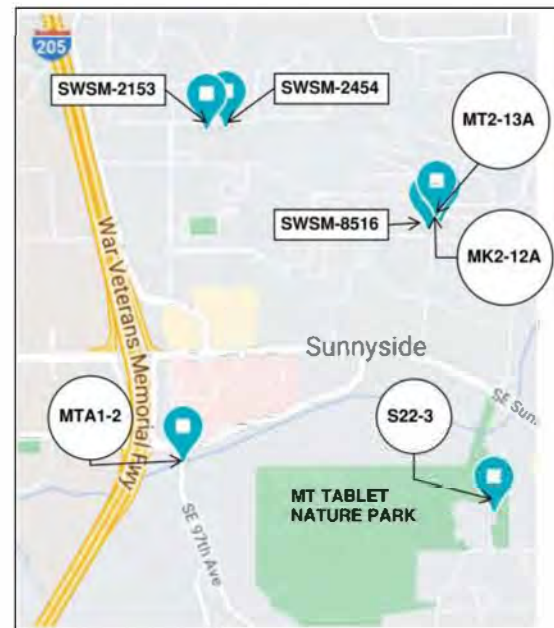 205
SWSM-2153
SWSM-2454
MT2-13A
SWSM-8516
MK2-12A
War Veterans Memorial Fwy
Sunnyside
MTA1-2
S22-3
SE Sun
MT TABLET
NATURE PARK
SE 97th Ave